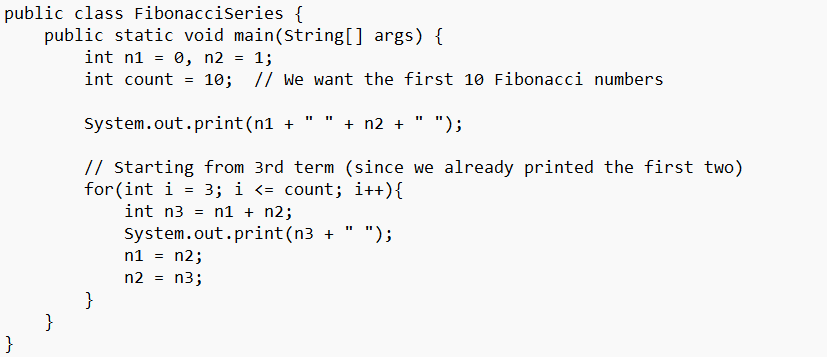 public class FibonacciSeries {
    public static void main(String[] args) {
        int n1 = 0, n2 = 1;
        int count = 10;  // We want the first 10 Fibonacci numbers

        System.out.print(n1 + " " + n2 + " ");

        // Starting from 3rd term (since we already printed the first two)
        for(int i = 3; i <= count; i++){
            int n3 = n1 + n2;
            System.out.print(n3 + " ");
            n1 = n2;
            n2 = n3;
        }
    }
}